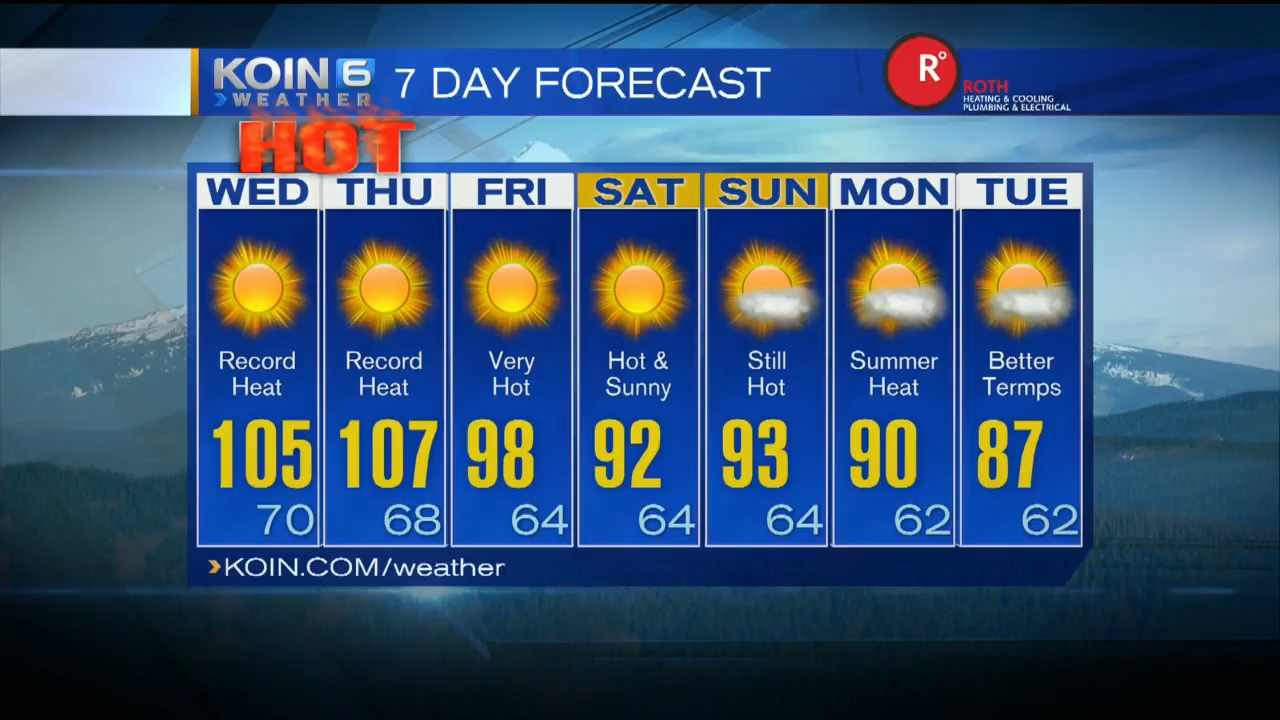 KOIN 6
WEATHER
7 DAY FORECAST
R°
ROTH
HEATING & COOLING
PLUMBING & ELECTRICAL
HOT
WED THU FRI SAT SUN MON TUE
Record Record Very Hot & Still Summer Better
Heat Heat Hot Sunny Hot Heat Termps
105 107 98 92 93 90 87
70 68 64 64 64 62 62
KOIN.COM/weather